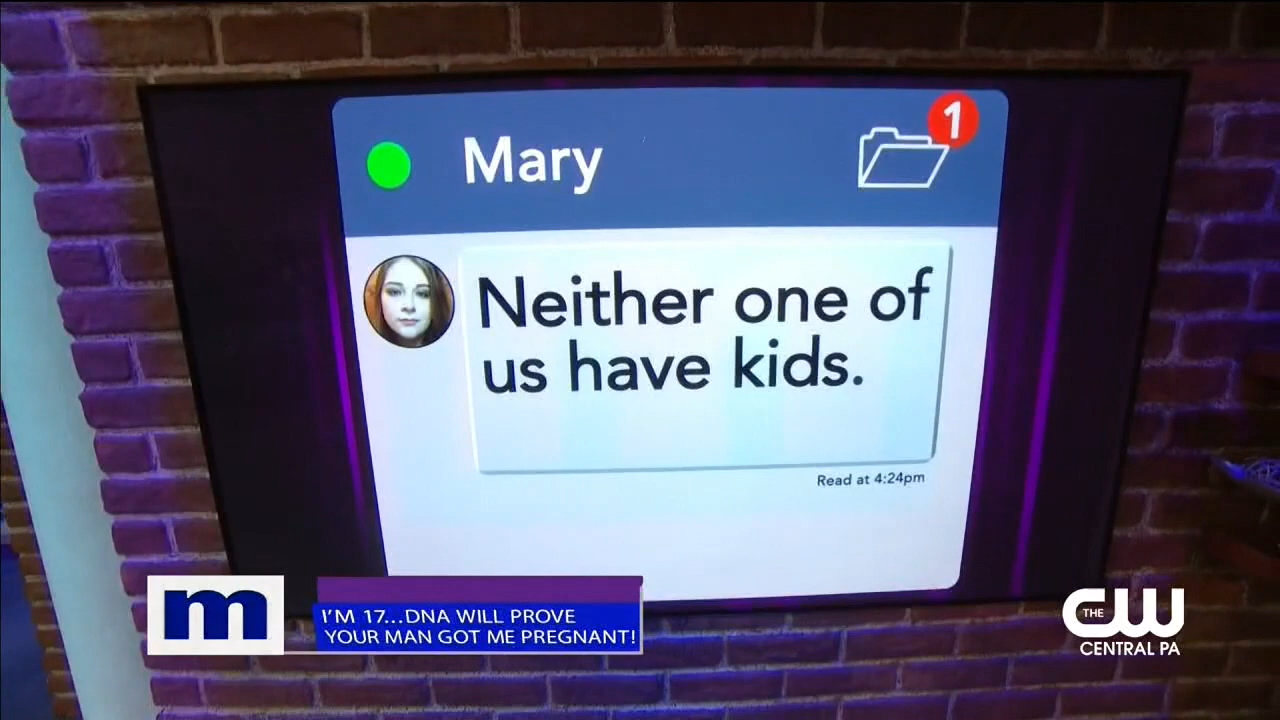 Mary
1
Neither one of
us have kids.
Read at 4:24pm
m
I'M 17...DNA WILL PROVE
YOUR MAN GOT ME PREGNANT!
THE CW
CENTRAL PA